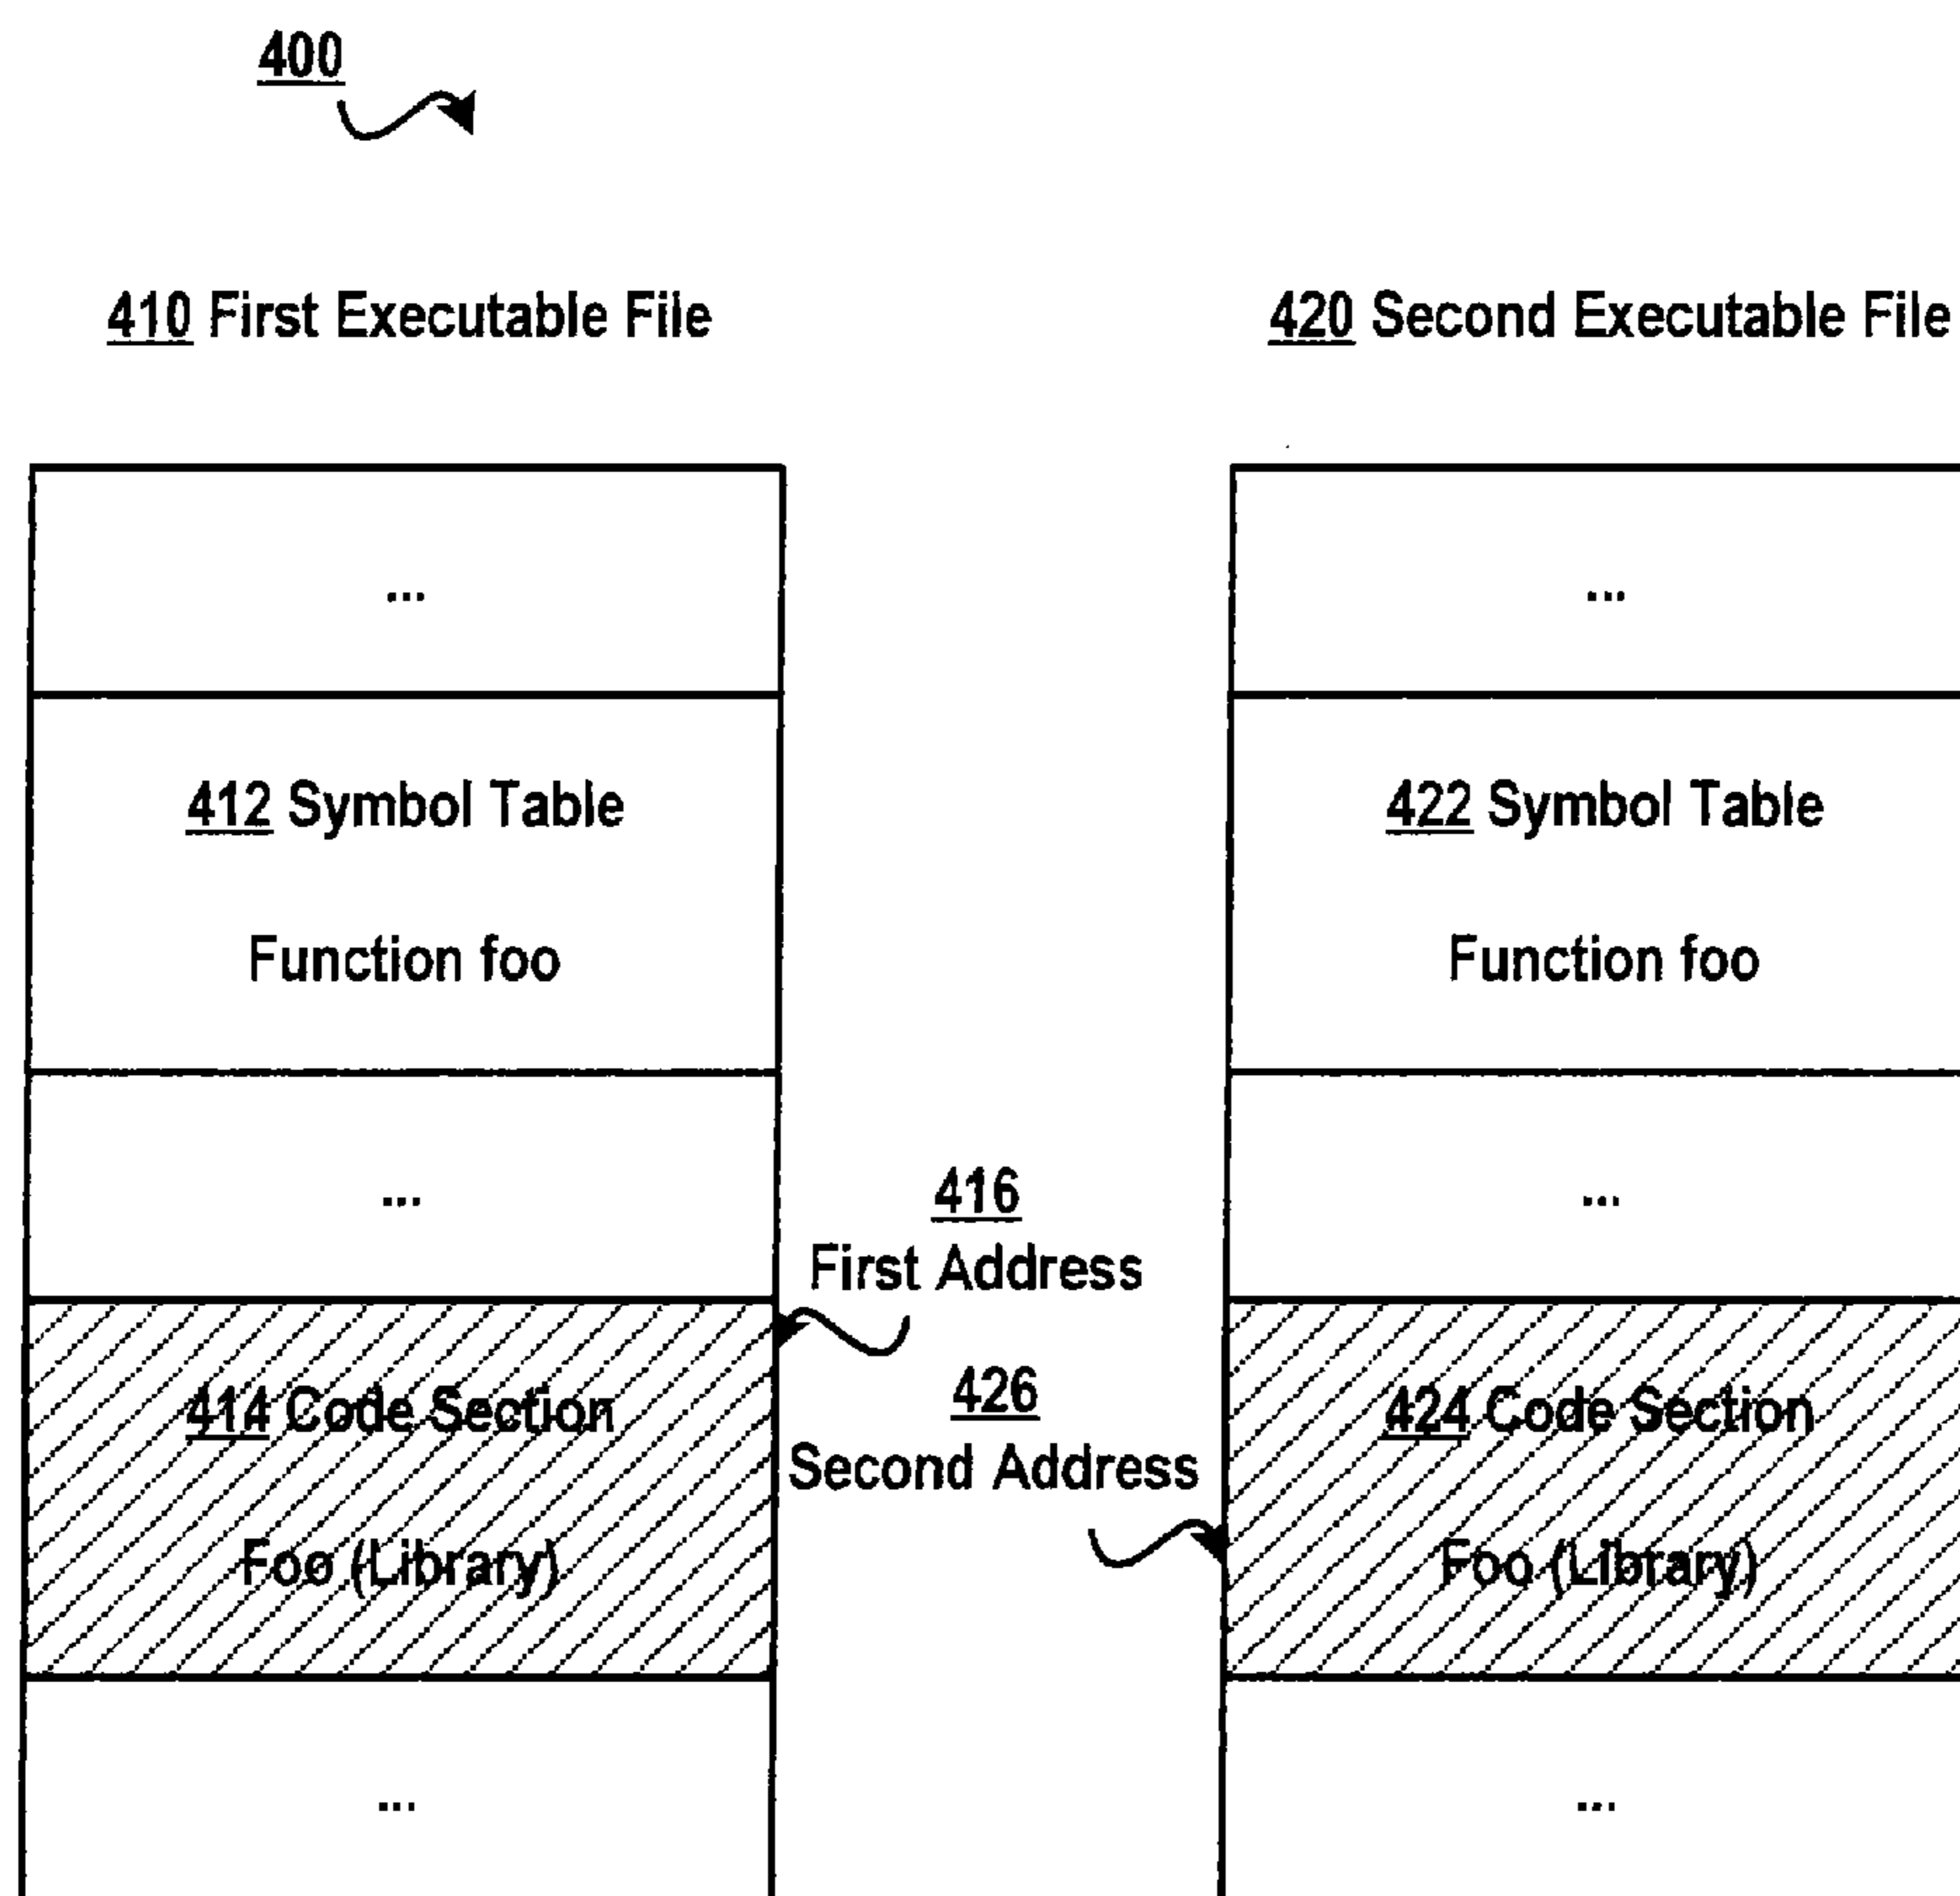 400
410 First Executable File
420 Second Executable File
...
...
412 Symbol Table
Function foo
422 Symbol Table
Function foo
...
...
416
First Address
426
Second Address
414 Code Section
Foo (Library)
424 Code Section
Foo (Library)
...
...